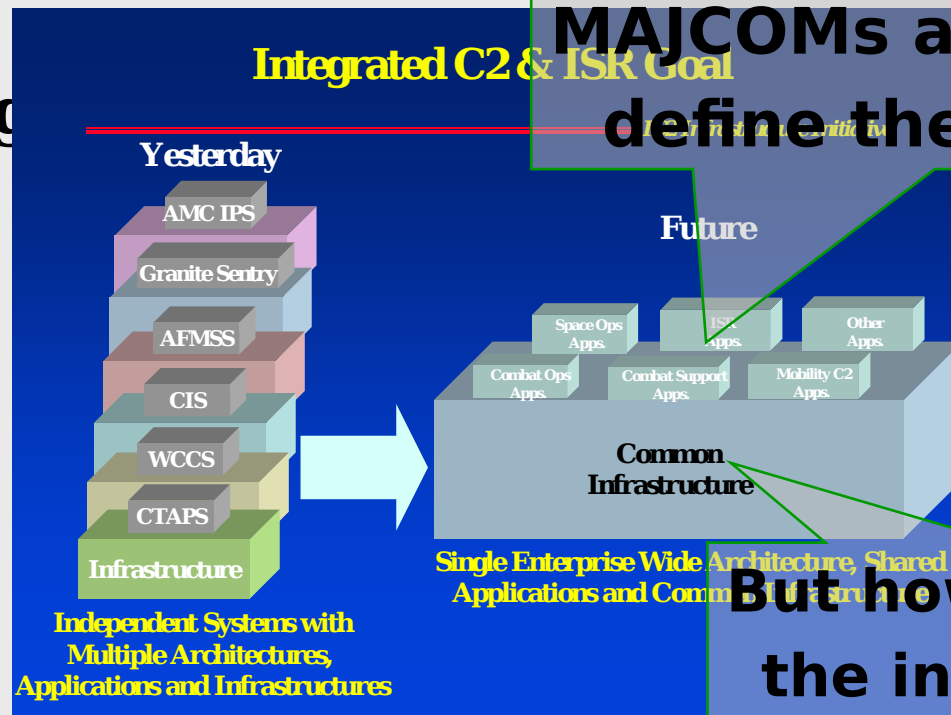 MAJCOMs a
define the
Integrated C2 & ISR Goal
g
Infrastructure Initiative
Yesterday
AMC IPS
Granite Sentry
AFMSS
CIS
WCCS
CTAPS
Infrastructure
Independent Systems with
Multiple Architectures,
Applications and Infrastructures
Future
Space Ops
Apps.
ISR
Apps.
Other
Apps.
Combat Ops
Apps.
Combat Support
Apps.
Mobility C2
Apps.
Common
Infrastructure
Single Enterprise Wide Architecture, Shared
Applications and Common Infrastructure
But how
the in